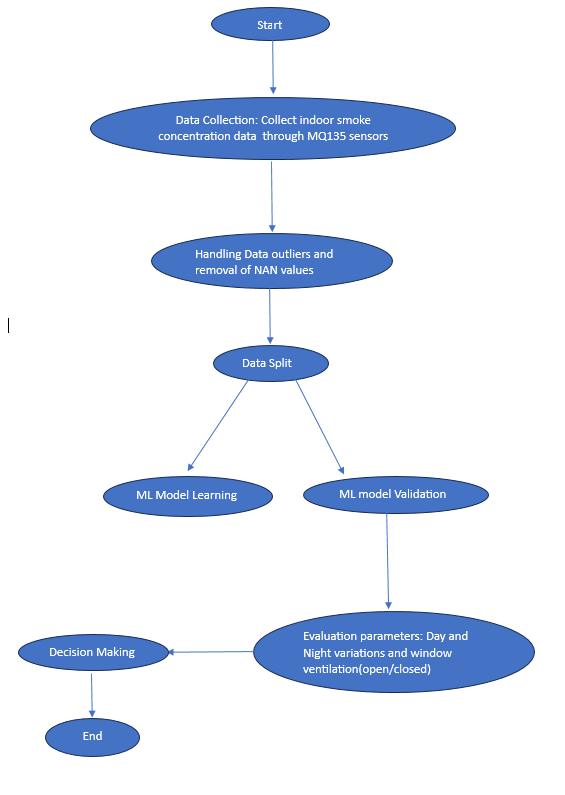 Start
Data Collection: Collect indoor smoke
concentration data  through MQ135 sensors
Handling Data outliers and
removal of NAN values
Data Split
ML Model Learning
ML model Validation
Evaluation parameters: Day and
Night variations and window
ventilation(open/closed)
Decision Making
End